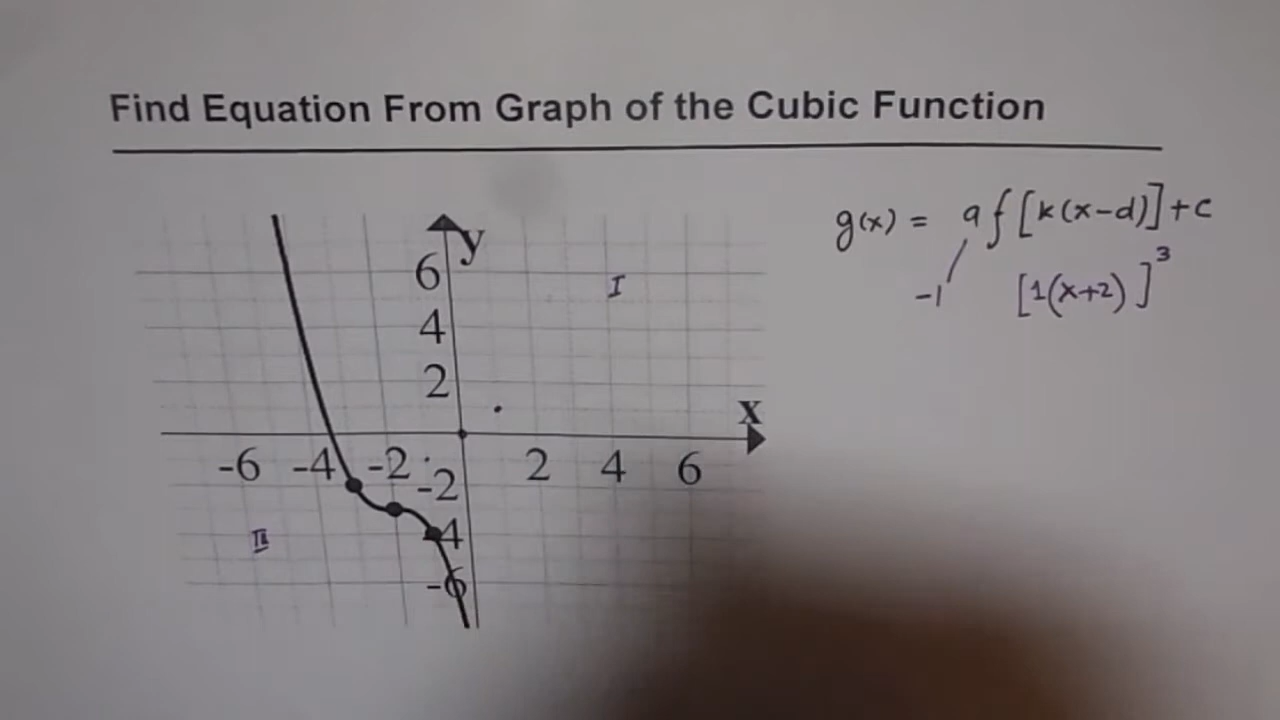 Find Equation From Graph of the Cubic Function
g(x) = a f [k(x-d)] + c
-1 [1(x+2)]³
y
6 I
4
2
x
-6 -4 -2 2 4 6
-2
II -4
-6